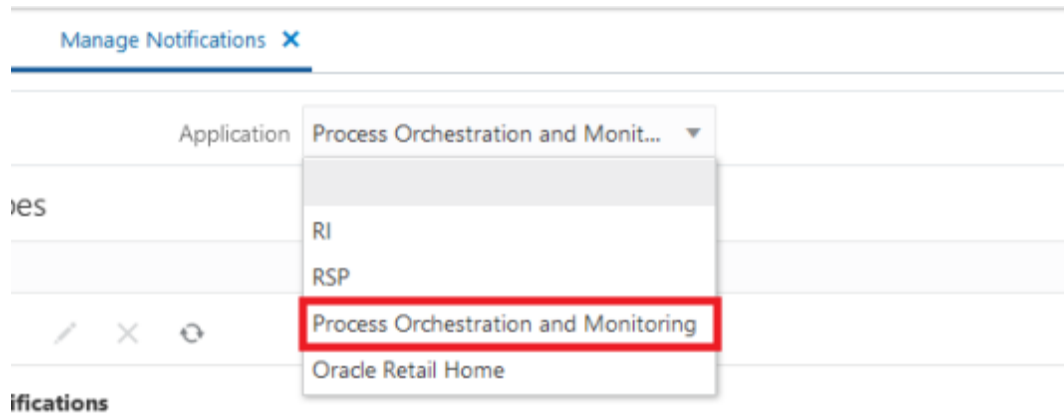 Manage Notifications
Application Process Orchestration and Monit...
pes
RI
RSP
Process Orchestration and Monitoring
Oracle Retail Home
ifications